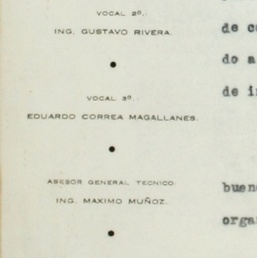 VOCAL 2º.:
ING. GUSTAVO RIVERA.
VOCAL 3º.:
EDUARDO CORREA MAGALLANES.
ASESOR GENERAL TECNICO:
ING. MAXIMO MUÑOZ.
de c
do a
de i
buen
orga